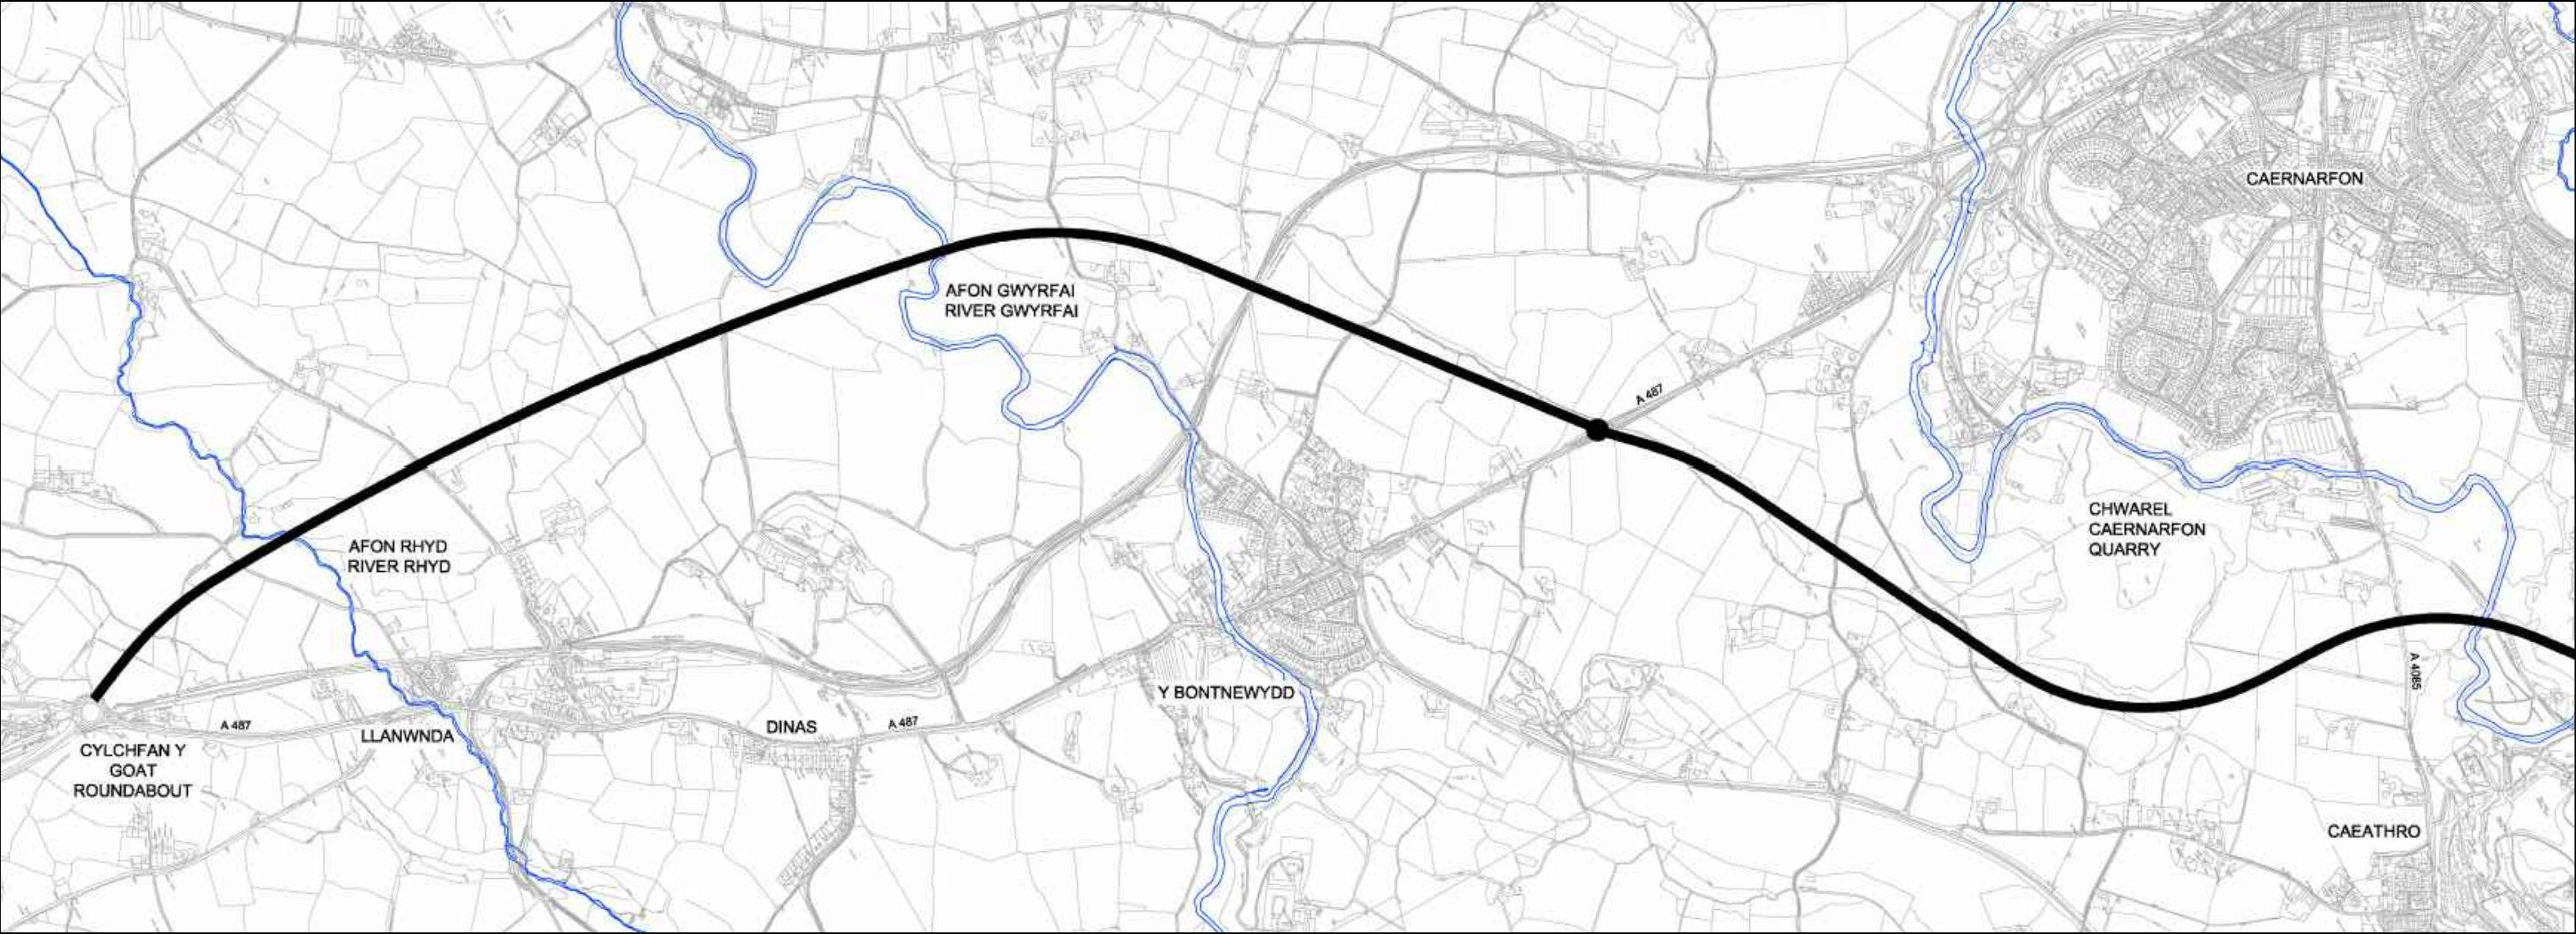 CAERNARFON
AFON GWYRFAI
RIVER GWYRFAI
A 487
CHWAREL
CAERNARFON
QUARRY
AFON RHYD
RIVER RHYD
A 4085
Y BONTNEWYDD
A 487
LLANWNDA
DINAS
A 487
CYLCHFAN Y
GOAT
ROUNDABOUT
CAEATHRO